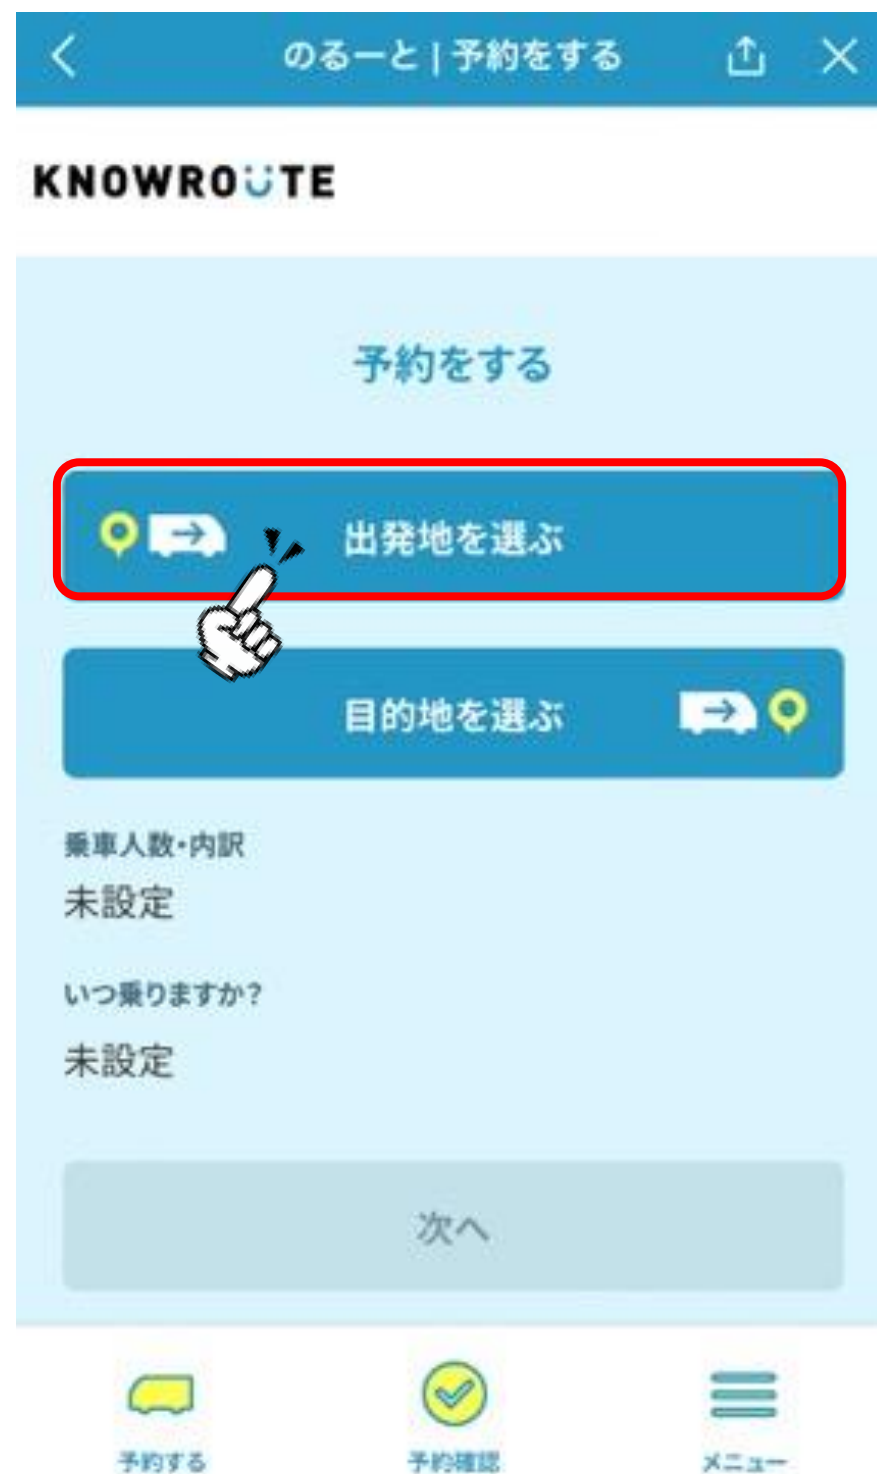 のるーと | 予約をする
KNOWROUTE
予約をする
出発地を選ぶ
目的地を選ぶ
乗車人数・内訳
未設定
いつ乗りますか？
未設定
次へ
予約する
予約確認
メニュー